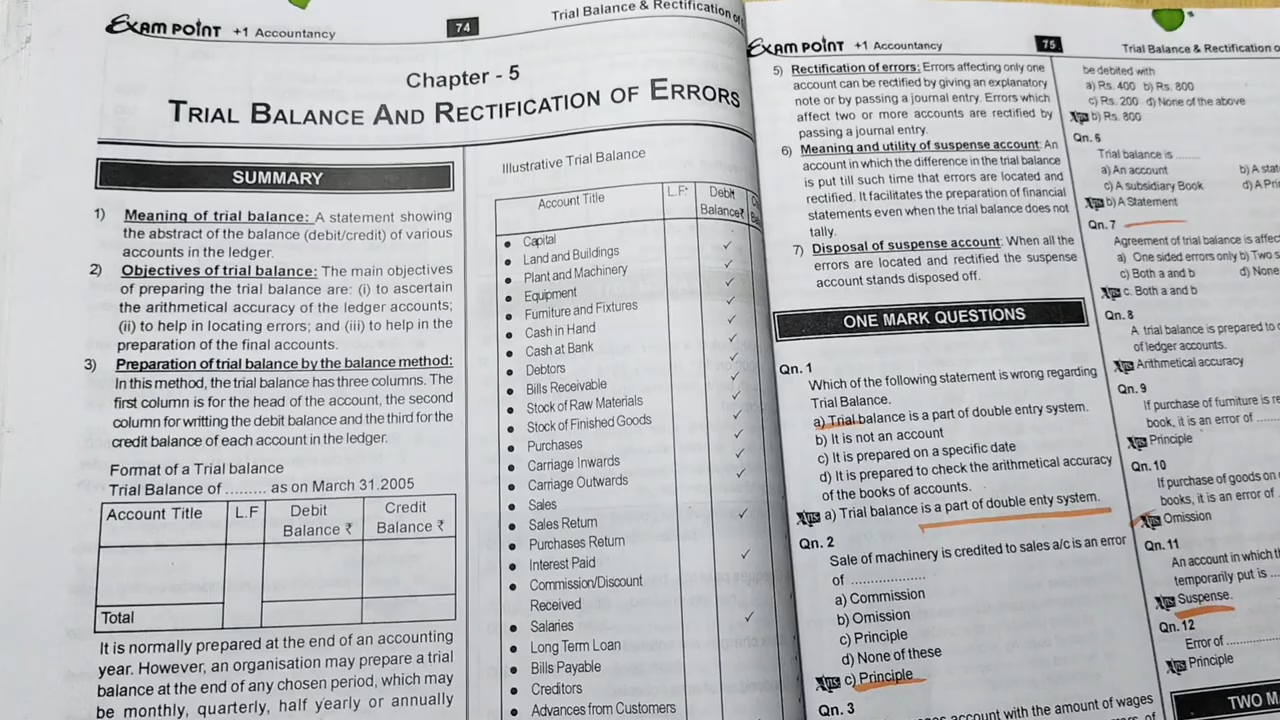 EXAM POINT +1 Accountancy
74
Trial Balance & Rectification of
Chapter - 5
TRIAL BALANCE AND RECTIFICATION OF ERRORS
SUMMARY
1) Meaning of trial balance: A statement showing
the abstract of the balance (debit/credit) of various
accounts in the ledger.
2) Objectives of trial balance: The main objectives
of preparing the trial balance are: (i) to ascertain
the arithmetical accuracy of the ledger accounts;
(ii) to help in locating errors; and (iii) to help in the
preparation of the final accounts.
3) Preparation of trial balance by the balance method:
In this method, the trial balance has three columns. The
first column is for the head of the account, the second
column for writting the debit balance and the third for the
credit balance of each account in the ledger.
Format of a Trial balance
Trial Balance of ......... as on March 31.2005
Account Title L.F Debit Balance ₹ Credit Balance ₹
Total
It is normally prepared at the end of an accounting
year. However, an organisation may prepare a trial
balance at the end of any chosen period, which may
be monthly, quarterly, half yearly or annually
Illustrative Trial Balance
Account Title L.F. Debit Balance₹
• Capital
• Land and Buildings ✓
• Plant and Machinery ✓
• Equipment ✓
• Furniture and Fixtures ✓
• Cash in Hand ✓
• Cash at Bank ✓
• Debtors ✓
• Bills Receivable ✓
• Stock of Raw Materials ✓
• Stock of Finished Goods ✓
• Purchases ✓
• Carriage Inwards ✓
• Carriage Outwards ✓
• Sales
• Sales Return ✓
• Purchases Return
• Interest Paid ✓
• Commission/Discount
Received
• Salaries ✓
• Long Term Loan
• Bills Payable
• Creditors
• Advances from Customers
EXAM POINT +1 Accountancy
75
Trial Balance & Rectification
5) Rectification of errors: Errors affecting only one
account can be rectified by giving an explanatory
note or by passing a journal entry. Errors which
affect two or more accounts are rectified by
passing a journal entry.
6) Meaning and utility of suspense account: An
account in which the difference in the trial balance
is put till such time that errors are located and
rectified. It facilitates the preparation of financial
statements even when the trial balance does not
tally.
7) Disposal of suspense account: When all the
errors are located and rectified the suspense
account stands disposed off.
ONE MARK QUESTIONS
Qn. 1
Which of the following statement is wrong regarding
Trial Balance.
a) Trial balance is a part of double entry system.
b) It is not an account
c) It is prepared on a specific date
d) It is prepared to check the arithmetical accuracy
of the books of accounts.
Ans a) Trial balance is a part of double enty system.
Qn. 2
Sale of machinery is credited to sales a/c is an error
of ...................
a) Commission
b) Omission
c) Principle
d) None of these
Ans c) Principle
Qn. 3
account with the amount of wages
be debited with
a) Rs. 400 b) Rs. 800
c) Rs. 200 d) None of the above
Ans b) Rs. 800
Qn. 6
Trial balance is ........
a) An account b) A
c) A subsidiary Book d) A
Ans b) A Statement
Qn. 7
Agreement of trial balance is
a) One sided errors only b) Two
c) Both a and b d) None
Ans c. Both a and b
Qn. 8
A trial balance is prepared to
of ledger accounts.
Ans Arithmetical accuracy
Qn. 9
If purchase of furniture is
book, it is an error of ........
Ans Principle
Qn. 10
If purchase of goods on
books, it is an error of
Ans Omission
Qn. 11
An account in which
temporarily put is ...
Ans Suspense.
Qn. 12
Error of ...............
Ans Principle
TWO